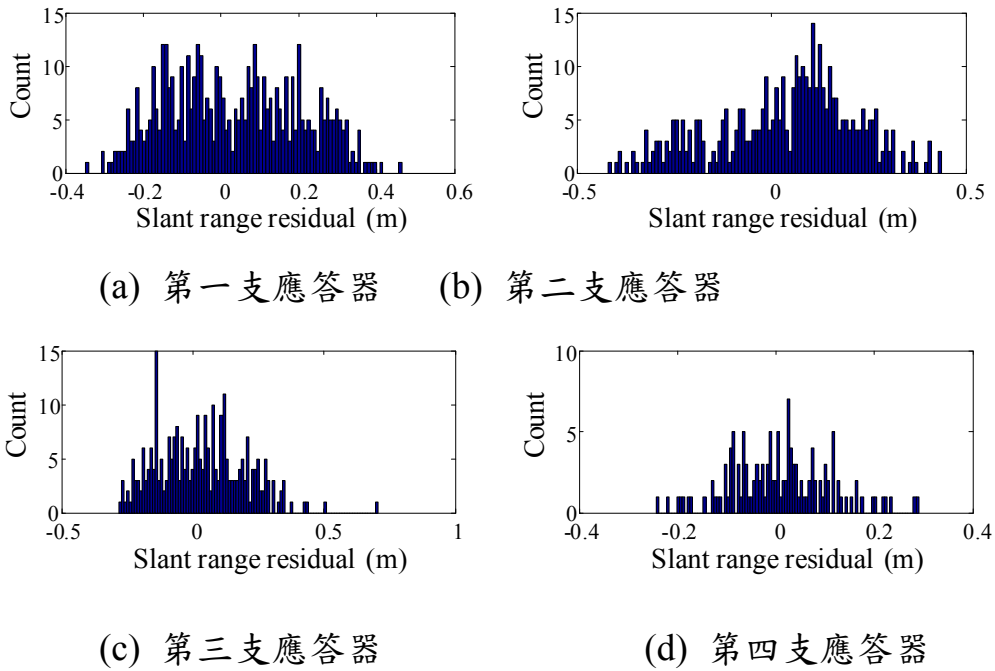 15
10
5
0
Count
-0.4
-0.2
0
0.2
0.4
0.6
Slant range residual (m)
15
10
5
0
Count
-0.5
0
0.5
Slant range residual (m)
(a) 第一支應答器
(b) 第二支應答器
15
10
5
0
Count
-0.5
0
0.5
1
Slant range residual (m)
10
5
0
Count
-0.4
-0.2
0
0.2
0.4
Slant range residual (m)
(c) 第三支應答器
(d) 第四支應答器